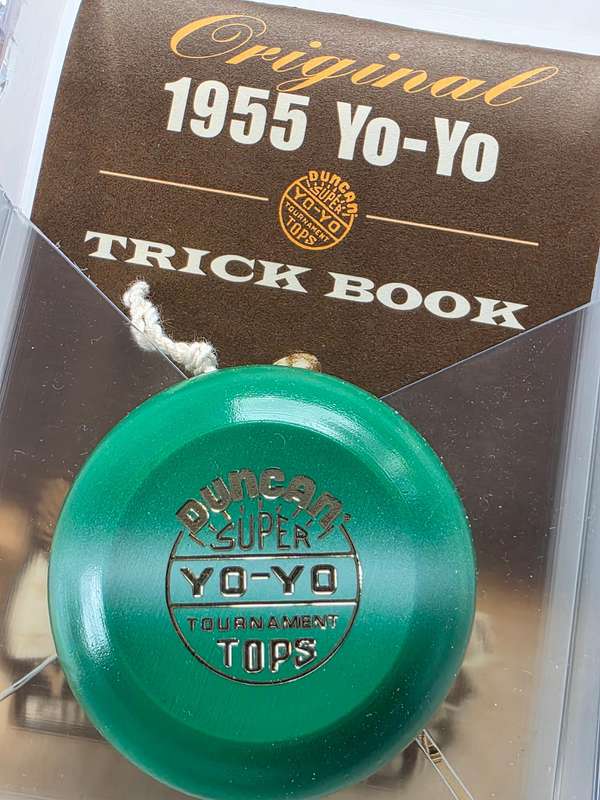 Original
1955 Yo-Yo
DUNCAN
SUPER
YO-YO
TOURNAMENT
TOPS
TRICK BOOK
DUNCAN®
SUPER
YO-YO
TOURNAMENT
TOPS